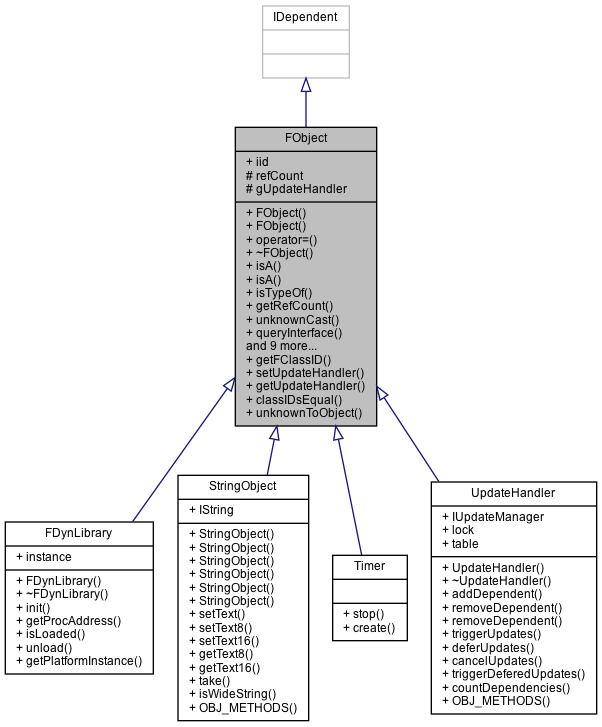 IDependent
FObject
+ iid
# refCount
# gUpdateHandler
+ FObject()
+ FObject()
+ operator=()
+ ~FObject()
+ isA()
+ isA()
+ isTypeOf()
+ getRefCount()
+ unknownCast()
+ queryInterface()
and 9 more...
+ getFClassID()
+ setUpdateHandler()
+ getUpdateHandler()
+ classIDsEqual()
+ unknownToObject()
FDynLibrary
+ instance
+ FDynLibrary()
+ ~FDynLibrary()
+ init()
+ getProcAddress()
+ isLoaded()
+ unload()
+ getPlatformInstance()
StringObject
+ IString
+ StringObject()
+ StringObject()
+ StringObject()
+ StringObject()
+ StringObject()
+ StringObject()
+ setText()
+ setText8()
+ setText16()
+ getText8()
+ getText16()
+ take()
+ isWideString()
+ OBJ_METHODS()
Timer
+ stop()
+ create()
UpdateHandler
+ IUpdateManager
+ lock
+ table
+ UpdateHandler()
+ ~UpdateHandler()
+ addDependent()
+ removeDependent()
+ removeDependent()
+ triggerUpdates()
+ deferUpdates()
+ cancelUpdates()
+ triggerDeferedUpdates()
+ countDependencies()
+ OBJ_METHODS()